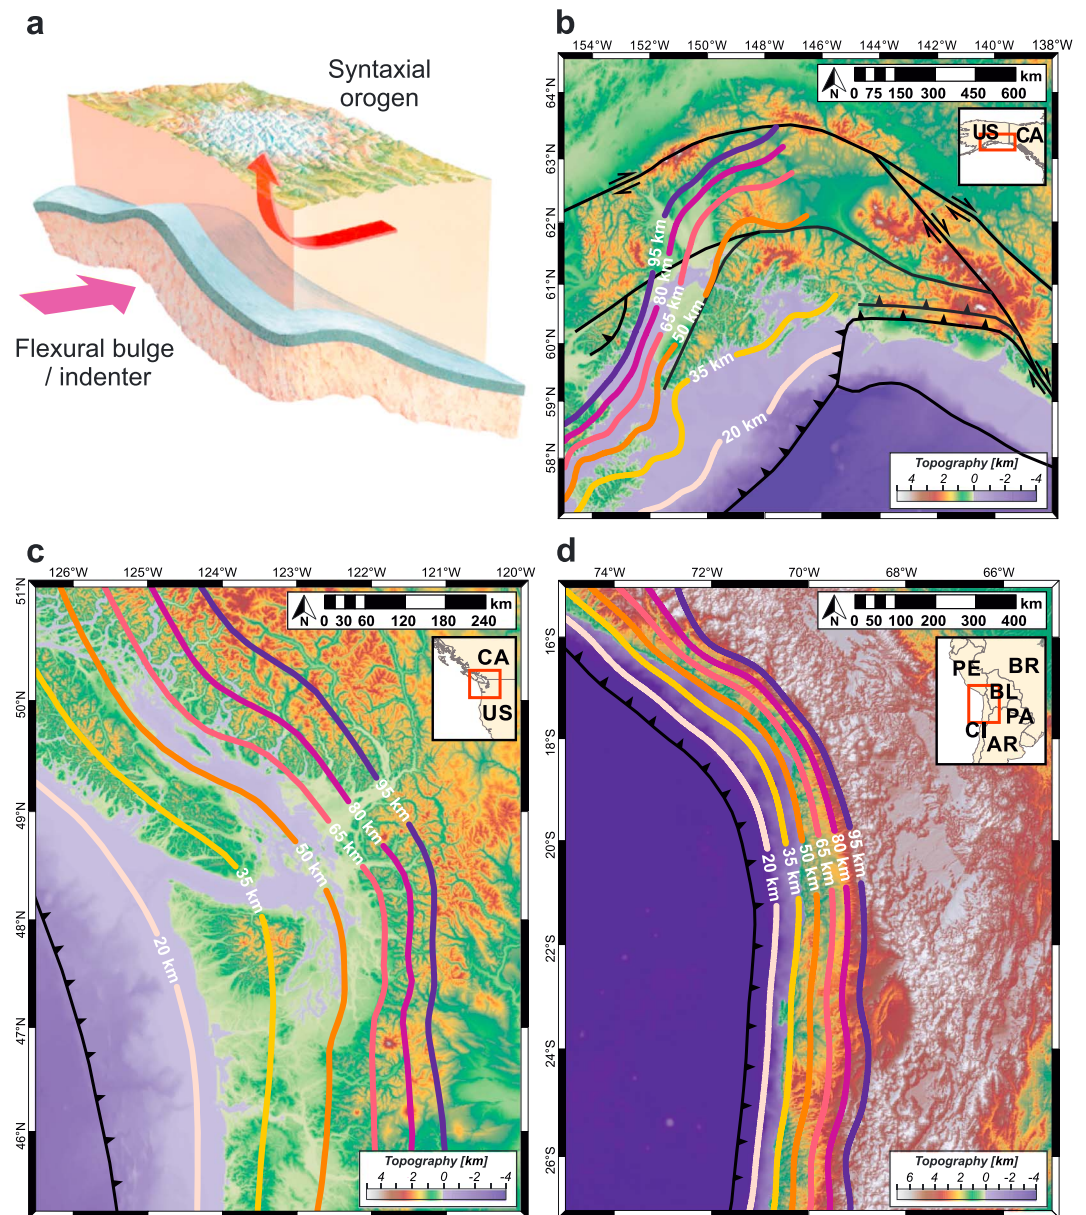 a
Syntaxial
orogen
Flexural bulge
/ indenter
b
154°W 152°W 150°W 148°W 146°W 144°W 142°W 140°W 138°W
64°N
63°N
62°N
61°N
60°N
59°N
58°N
N
km
0 75 150 300 450 600
US CA
95 km
80 km
65 km
50 km
35 km
20 km
Topography [km]
4 2 0 -2 -4
c
126°W 125°W 124°W 123°W 122°W 121°W 120°W
51°N
50°N
49°N
48°N
47°N
46°N
N
km
0 30 60 120 180 240
CA
US
95 km
80 km
65 km
50 km
35 km
20 km
Topography [km]
4 2 0 -2 -4
d
74°W 72°W 70°W 68°W 66°W
16°S
18°S
20°S
22°S
24°S
26°S
N
km
0 50 100 200 300 400
PE BR
BL
PA
CI
AR
20 km
35 km
50 km
65 km
80 km
95 km
Topography [km]
6 4 2 0 -2 -4